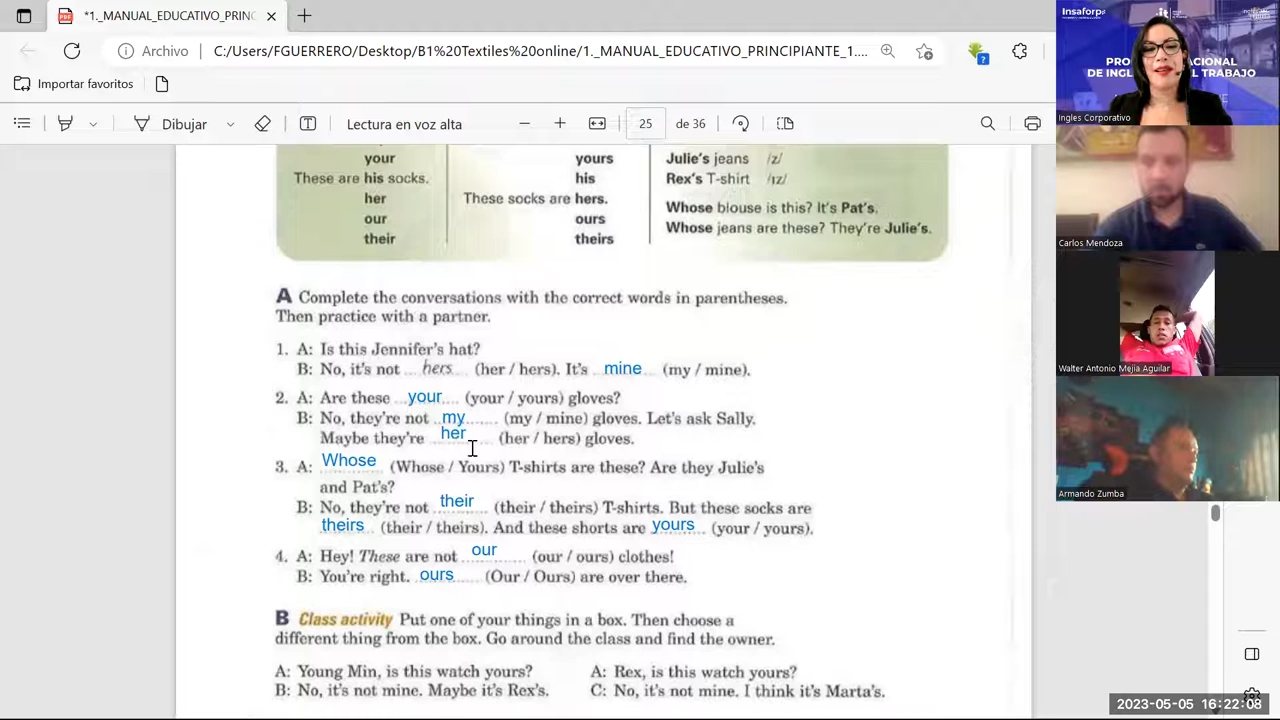 *1_MANUAL_EDUCATIVO_PRINC
Archivo C:/Users/FGUERRERO/Desktop/B1%20Textiles%20online/1._MANUAL_EDUCATIVO_PRINCIPIANTE_1....
Importar favoritos
Dibujar Lectura en voz alta 25 de 36
your yours Julie's jeans /z/
These are his socks. his Rex's T-shirt /ɪz/
her These socks are hers.
our ours Whose blouse is this? It's Pat's.
their theirs Whose jeans are these? They're Julie's.
A Complete the conversations with the correct words in parentheses.
Then practice with a partner.
1. A: Is this Jennifer's hat?
B: No, it's not hers (her / hers). It's mine (my / mine).
2. A: Are these your (your / yours) gloves?
B: No, they're not my (my / mine) gloves. Let's ask Sally.
Maybe they're her (her / hers) gloves.
3. A: Whose (Whose / Yours) T-shirts are these? Are they Julie's
and Pat's?
B: No, they're not their (their / theirs) T-shirts. But these socks are
theirs (their / theirs). And these shorts are yours (your / yours).
4. A: Hey! These are not our (our / ours) clothes!
B: You're right. ours (Our / Ours) are over there.
B Class activity Put one of your things in a box. Then choose a
different thing from the box. Go around the class and find the owner.
A: Young Min, is this watch yours? A: Rex, is this watch yours?
B: No, it's not mine. Maybe it's Rex's. C: No, it's not mine. I think it's Marta's.
Insaforp
Ingles Corporativo
Carlos Mendoza
Walter Antonio Mejia Aguilar
Armando Zumba
2023-05-05 16:22:08